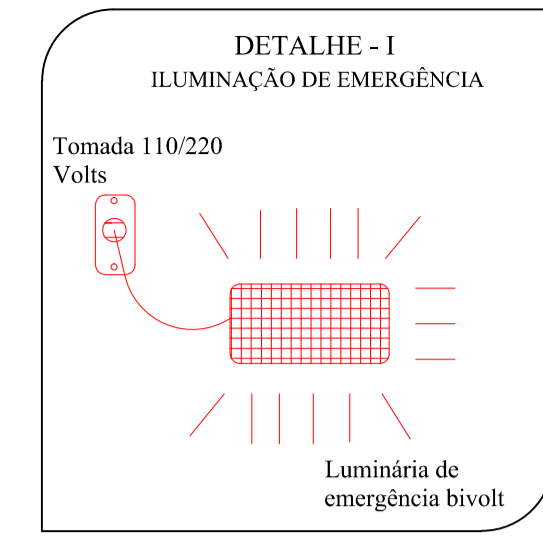 DETALHE - I
ILUMINAÇÃO DE EMERGÊNCIA
Tomada 110/220
Volts
Luminária de
emergência bivolt